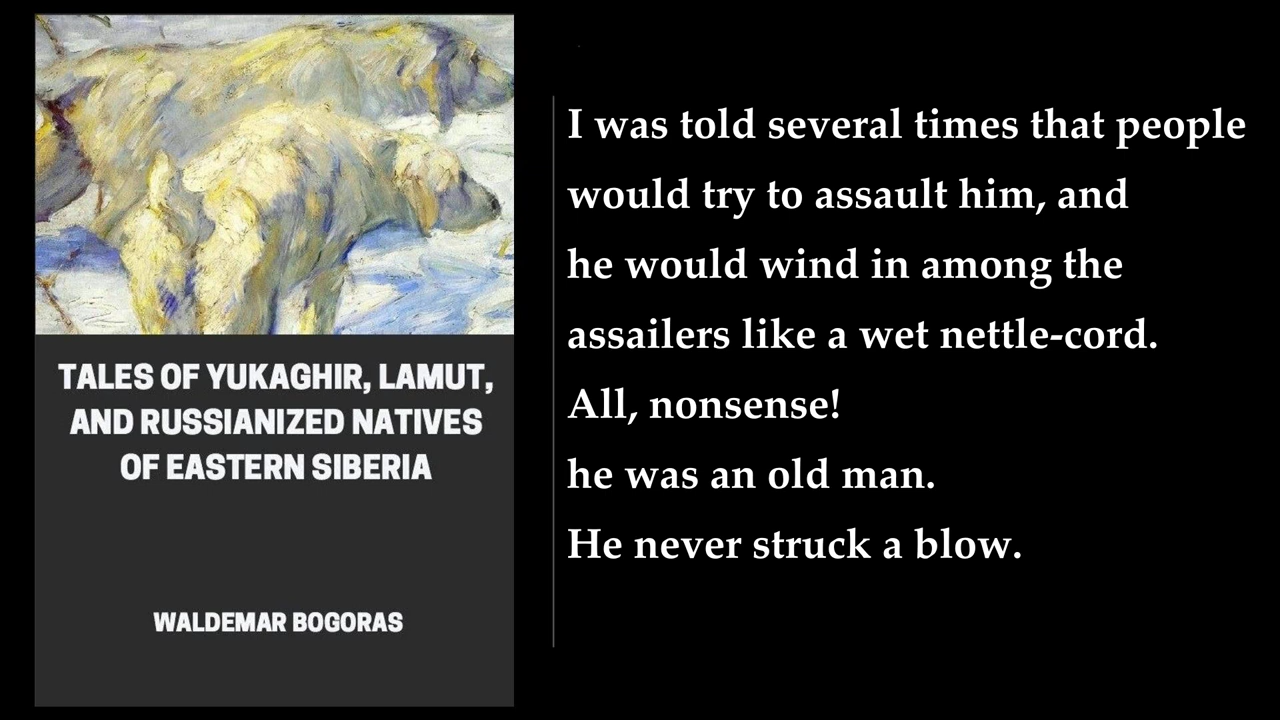 TALES OF YUKAGHIR, LAMUT,
AND RUSSIANIZED NATIVES
OF EASTERN SIBERIA
WALDEMAR BOGORAS
I was told several times that people
would try to assault him, and
he would wind in among the
assailers like a wet nettle-cord.
All, nonsense!
he was an old man.
He never struck a blow.